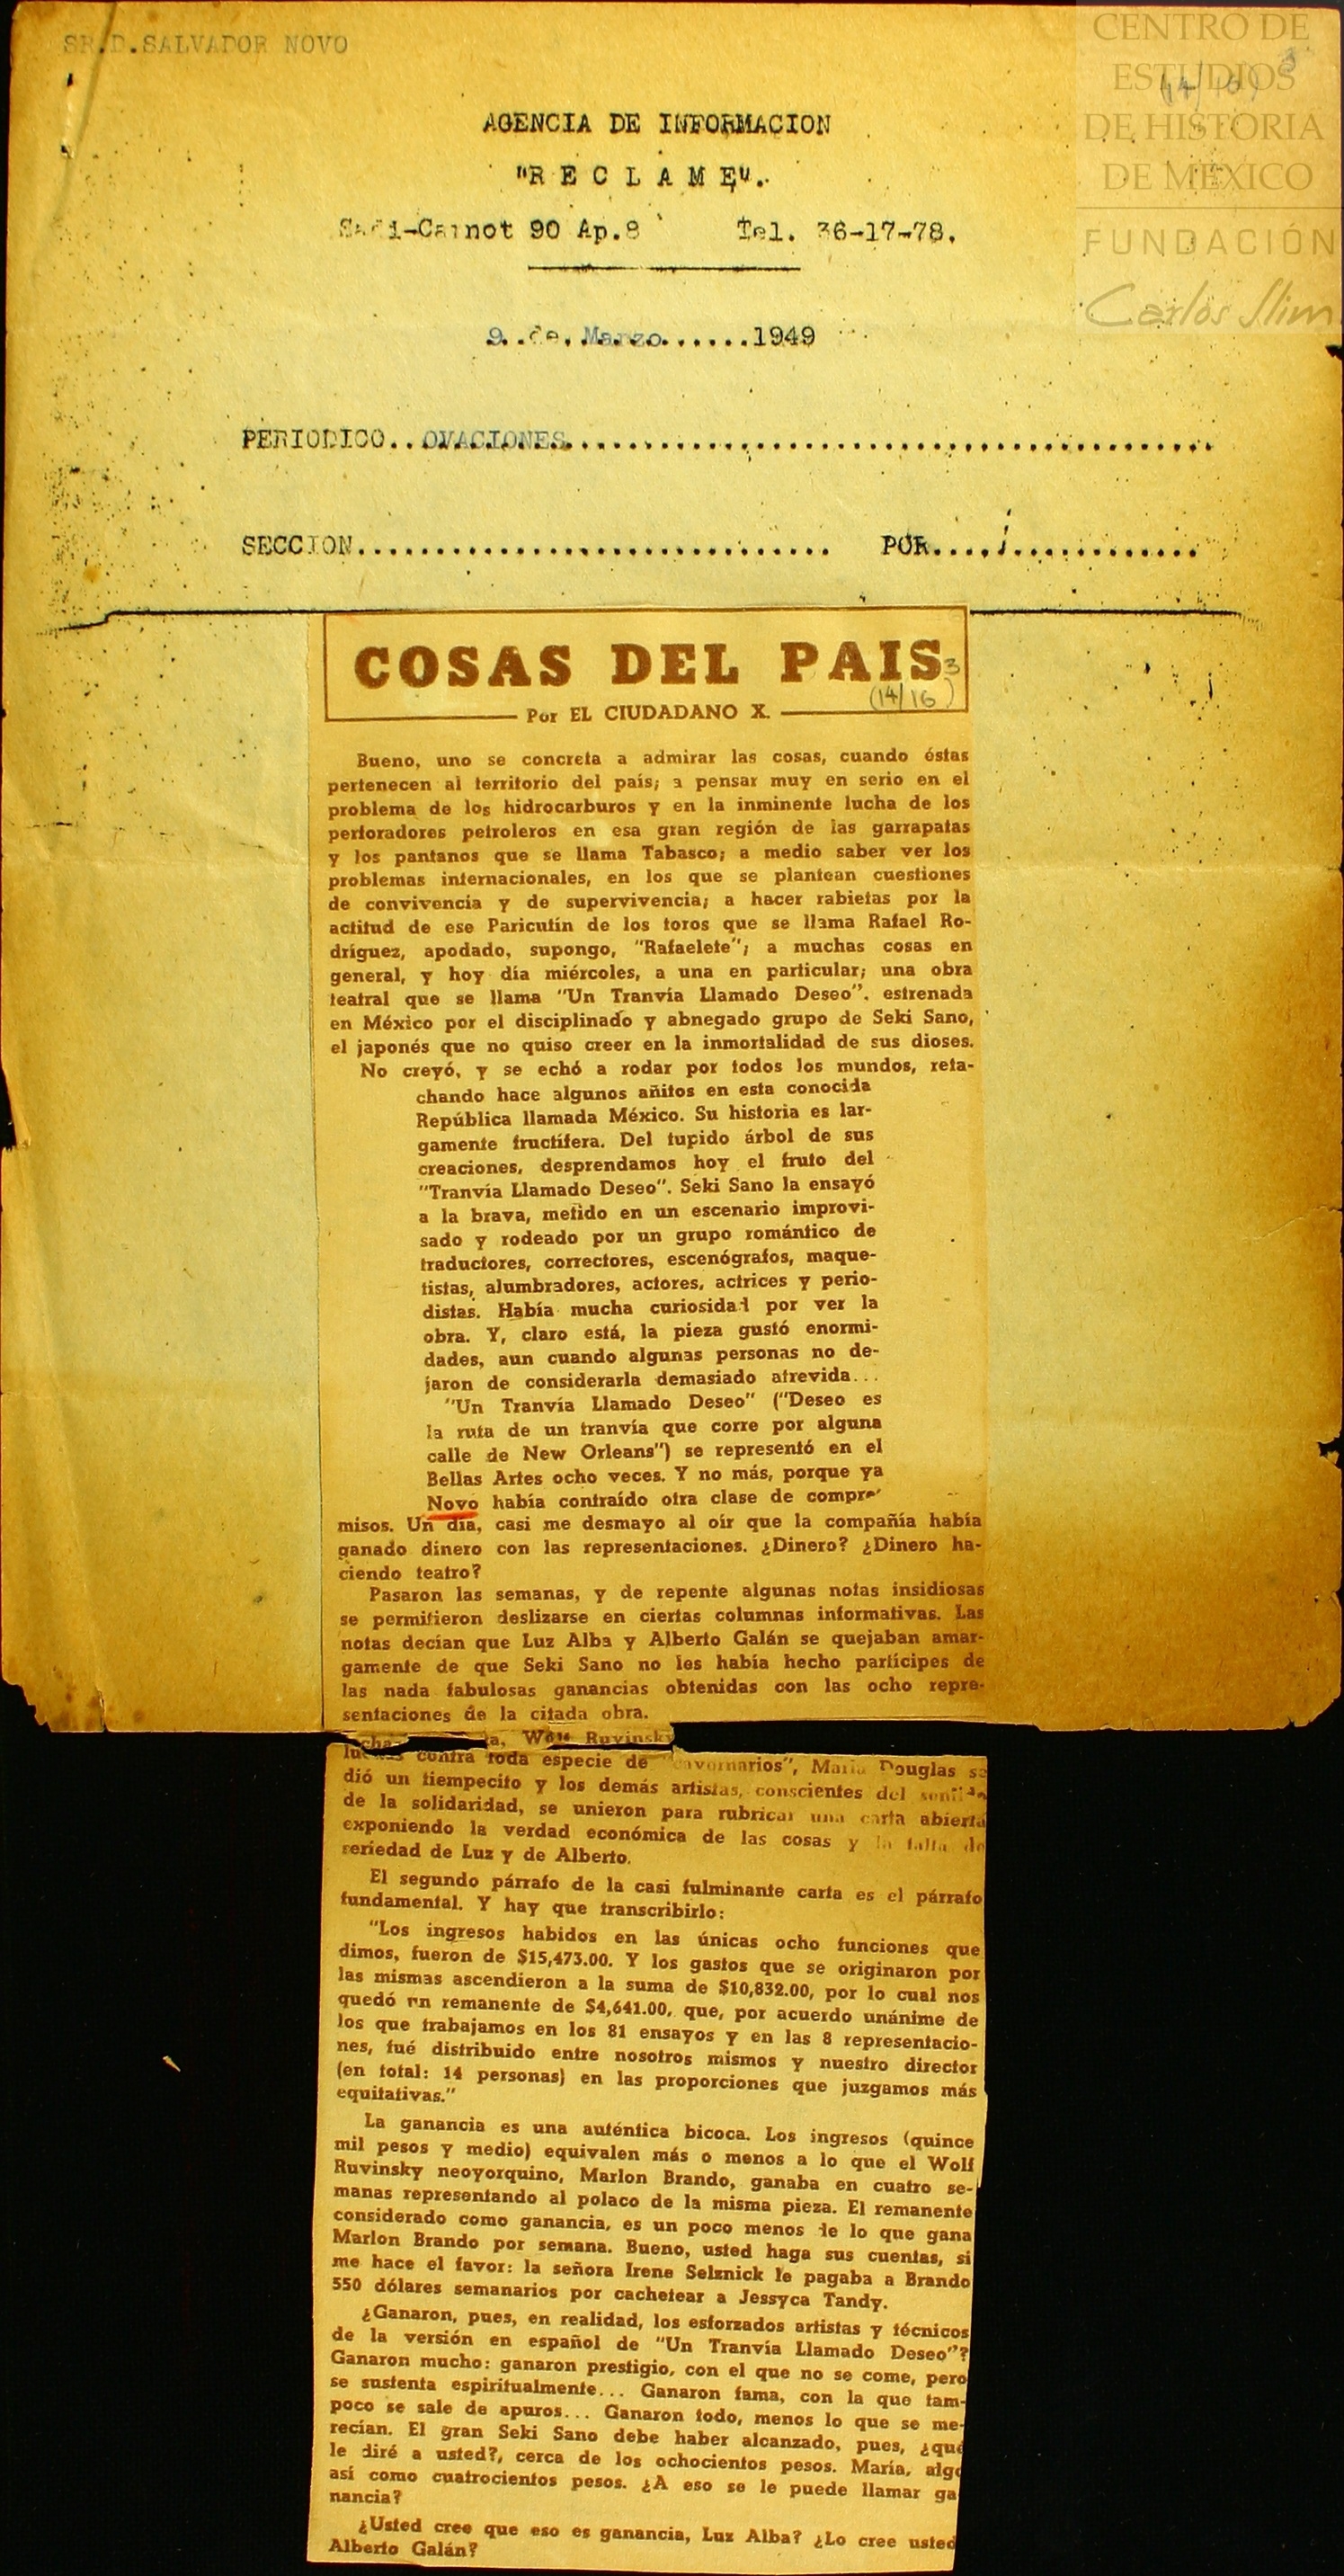 SR.D.SALVADOR NOVO
CENTRO DE
ESTUDIOS
DE HISTORIA
DE MEXICO
FUNDACIÓN
Carlos Slim
3
(14/16)
AGENCIA DE INFORMACION
"R E C L A M E".
Sadi-Carnot 90 Ap.8 Tel. 36-17-78.
9..de..Marzo.......1949
PERIODICO..OVACIONES..........................................
SECCION............................... POR.................
COSAS DEL PAIS
3
(14/16)
Por EL CIUDADANO X.
Bueno, uno se concreta a admirar las cosas, cuando éstas
pertenecen al territorio del país; a pensar muy en serio en el
problema de los hidrocarburos y en la inminente lucha de los
perforadores petroleros en esa gran región de las garrapatas
y los pantanos que se llama Tabasco; a medio saber ver los
problemas internacionales, en los que se plantean cuestiones
de convivencia y de supervivencia; a hacer rabietas por la
actitud de ese Paricutín de los toros que se llama Rafael Ro-
dríguez, apodado, supongo, "Rafaelete"; a muchas cosas en
general, y hoy día miércoles, a una en particular; una obra
teatral que se llama "Un Tranvía Llamado Deseo", estrenada
en México por el disciplinado y abnegado grupo de Seki Sano,
el japonés que no quiso creer en la inmortalidad de sus dioses.
No creyó, y se echó a rodar por todos los mundos, reta-
chando hace algunos añitos en esta conocida
República llamada México. Su historia es lar-
gamente fructífera. Del tupido árbol de sus
creaciones, desprendamos hoy el fruto del
"Tranvía Llamado Deseo". Seki Sano la ensayó
a la brava, metido en un escenario improvi-
sado y rodeado por un grupo romántico de
traductores, correctores, escenógrafos, maque-
tistas, alumbradores, actores, actrices y perio-
distas. Había mucha curiosidad por ver la
obra. Y, claro está, la pieza gustó enormi-
dades, aun cuando algunas personas no de-
jaron de considerarla demasiado atrevida...
"Un Tranvía Llamado Deseo" ("Deseo es
la ruta de un tranvía que corre por alguna
calle de New Orleans") se representó en el
Bellas Artes ocho veces. Y no más, porque ya
Novo había contraído otra clase de compro-
misos. Un día, casi me desmayo al oír que la compañía había
ganado dinero con las representaciones. ¿Dinero? ¿Dinero ha-
ciendo teatro?
Pasaron las semanas, y de repente algunas notas insidiosas
se permitieron deslizarse en ciertas columnas informativas. Las
notas decían que Luz Alba y Alberto Galán se quejaban amar-
gamente de que Seki Sano no les había hecho partícipes de
las nada fabulosas ganancias obtenidas con las ocho repre-
sentaciones de la citada obra.
Wolf Ruvinsky
luchas contra toda especie de "cavernarios", María Douglas se
dió un tiempecito y los demás artistas, conscientes del sentido
de la solidaridad, se unieron para rubricar una carta abierta
exponiendo la verdad económica de las cosas y la falta de
seriedad de Luz y de Alberto.
El segundo párrafo de la casi fulminante carta es el párrafo
fundamental. Y hay que transcribirlo:
"Los ingresos habidos en las únicas ocho funciones que
dimos, fueron de $15,473.00. Y los gastos que se originaron por
las mismas ascendieron a la suma de $10,832.00, por lo cual nos
quedó un remanente de $4,641.00, que, por acuerdo unánime de
los que trabajamos en los 81 ensayos y en las 8 representacio-
nes, fué distribuido entre nosotros mismos y nuestro director
(en total: 14 personas) en las proporciones que juzgamos más
equitativas."
La ganancia es una auténtica bicoca. Los ingresos (quince
mil pesos y medio) equivalen más o menos a lo que el Wolf
Ruvinsky neoyorquino, Marlon Brando, ganaba en cuatro se-
manas representando al polaco de la misma pieza. El remanente
considerado como ganancia, es un poco menos de lo que gana
Marlon Brando por semana. Bueno, usted haga sus cuentas, si
me hace el favor: la señora Irene Selznick le pagaba a Brando
550 dólares semanarios por cachetear a Jessyca Tandy.
¿Ganaron, pues, en realidad, los esforzados artistas y técnicos
de la versión en español de "Un Tranvía Llamado Deseo"?
Ganaron mucho: ganaron prestigio, con el que no se come, pero
se sustenta espiritualmente... Ganaron fama, con la que tam-
poco se sale de apuros... Ganaron todo, menos lo que se me-
recían. El gran Seki Sano debe haber alcanzado, pues, ¿qué
le diré a usted?, cerca de los ochocientos pesos. María, algo
así como cuatrocientos pesos. ¿A eso se le puede llamar ga-
nancia?
¿Usted cree que eso es ganancia, Luz Alba? ¿Lo cree usted
Alberto Galán?